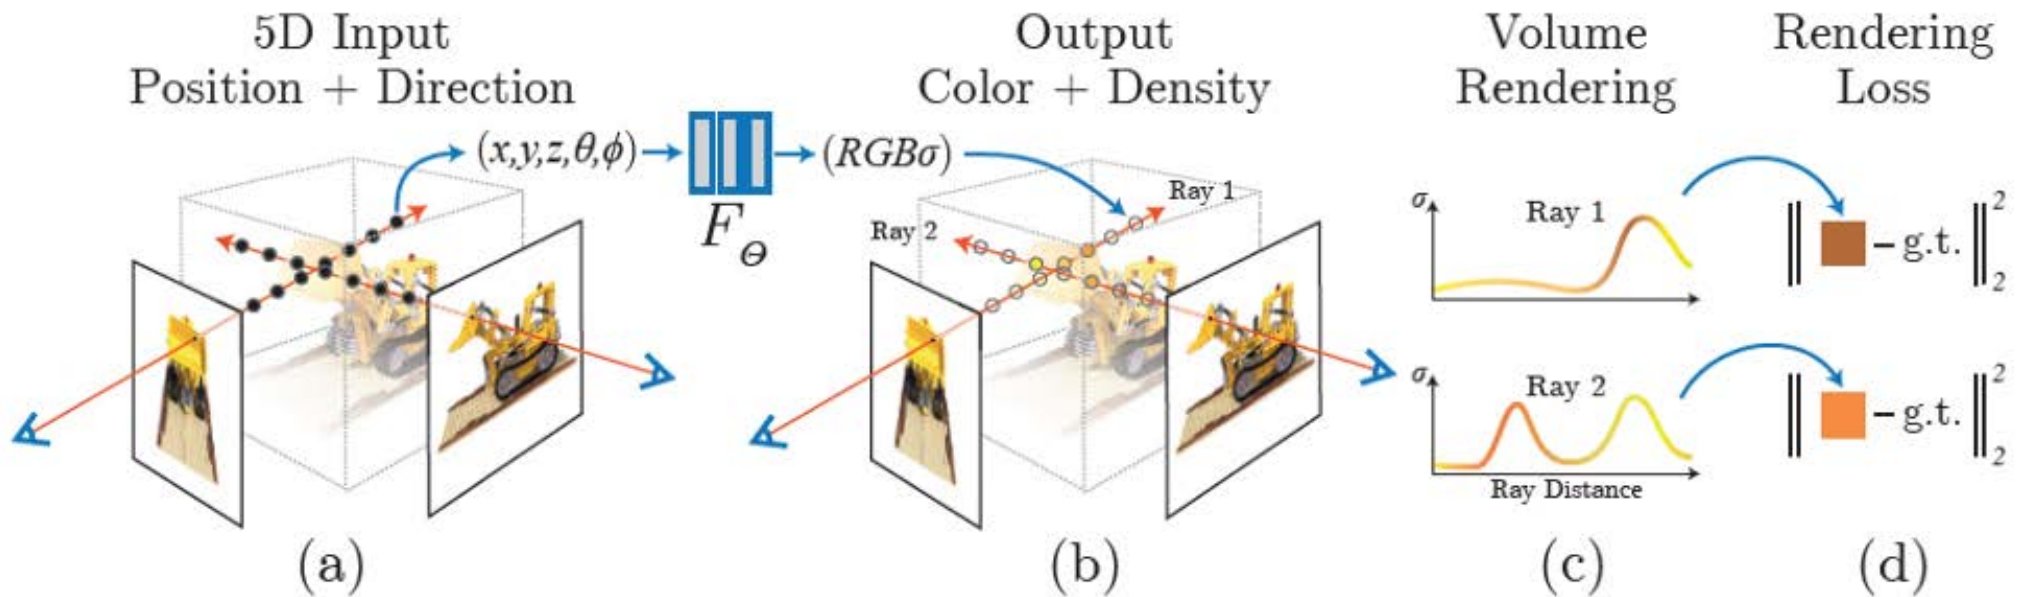 5D Input
Position + Direction
Output
Color + Density
Volume
Rendering
Rendering
Loss
(x,y,z,θ,ϕ)
F_Θ
(RGBσ)
Ray 1
Ray 2
σ
Ray 1
‖ – g.t. ‖²₂
σ
Ray 2
Ray Distance
‖ – g.t. ‖²₂
(a)
(b)
(c)
(d)